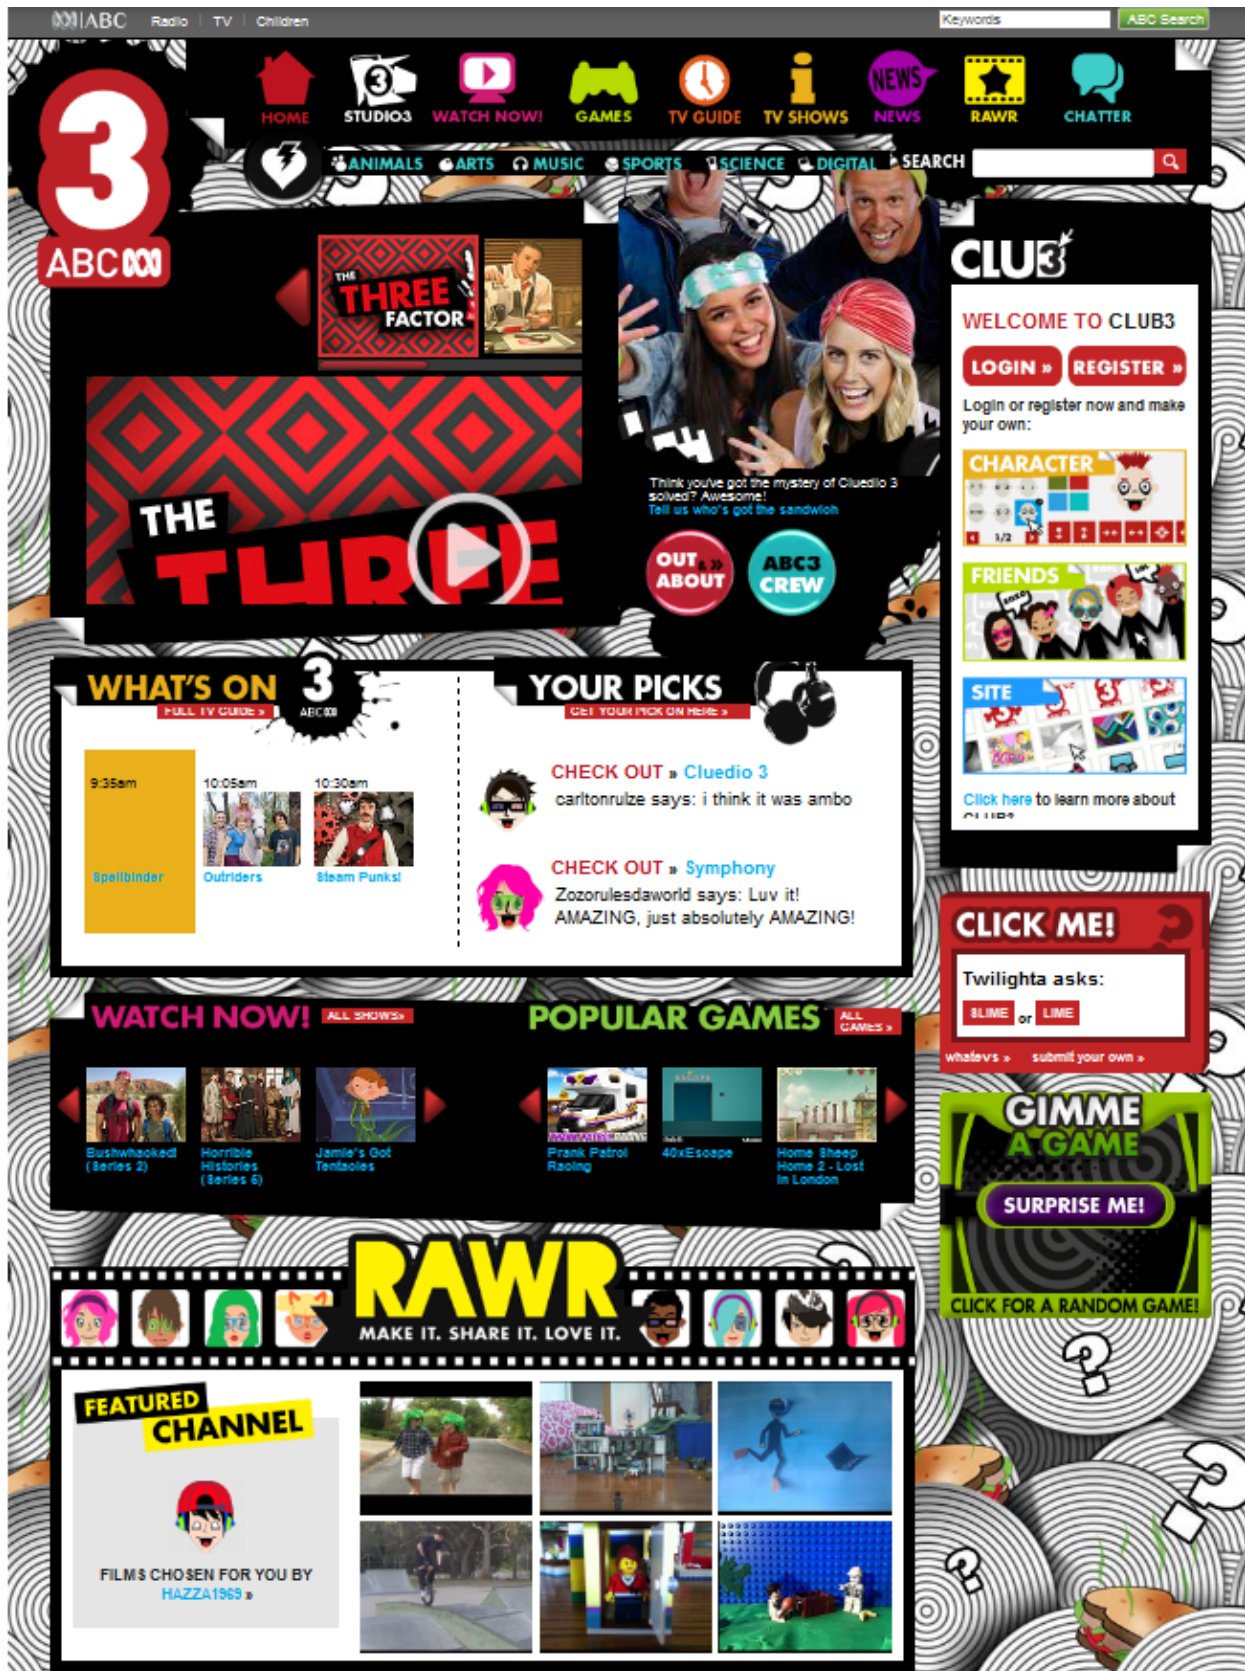 ABC Radio TV Children
Keywords ABC Search
3
ABC
HOME STUDIO3 WATCH NOW! GAMES TV GUIDE TV SHOWS NEWS RAWR CHATTER
NEWS
3
ANIMALS ARTS MUSIC SPORTS SCIENCE DIGITAL SEARCH
THE
THREE
FACTOR
THE
THREE
Think you've got the mystery of Cluedio 3
solved? Awesome!
Tell us who's got the sandwich
OUT & »
ABOUT
ABC3
CREW
CLU3
WELCOME TO CLUB3
LOGIN » REGISTER »
Login or register now and make
your own:
CHARACTER
1/2
FRIENDS
SITE
Click here to learn more about
CLUB3
WHAT'S ON 3
ABC
FULL TV GUIDE »
9:35am 10:05am 10:30am
Spellbinder Outriders Steam Punks!
YOUR PICKS
GET YOUR PICK ON HERE »
CHECK OUT » Cluedio 3
carltonrulze says: i think it was ambo
CHECK OUT » Symphony
Zozorulesdaworld says: Luv it!
AMAZING, just absolutely AMAZING!
CLICK ME!
Twilighta asks:
SLIME or LIME
whatevs » submit your own »
WATCH NOW! ALL SHOWS»
Bushwhacked!
(Series 2)
Horrible
Histories
(Series 5)
Jamie's Got
Tentacles
POPULAR GAMES ALL
GAMES »
Prank Patrol
Racing
40xEscape
Home Sheep
Home 2 - Lost
In London
GIMME
A GAME
SURPRISE ME!
CLICK FOR A RANDOM GAME!
RAWR
MAKE IT. SHARE IT. LOVE IT.
FEATURED
CHANNEL
FILMS CHOSEN FOR YOU BY
HAZZA1969 »